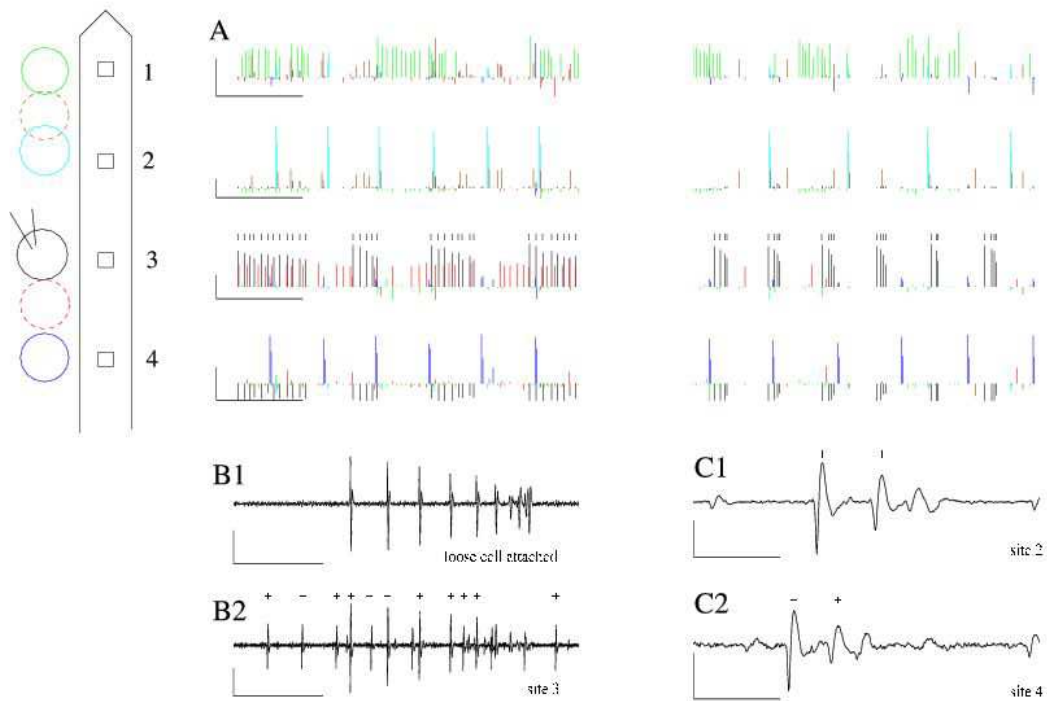 A
1
2
3
4
B1
loose cell attached
C1
site 2
B2
+ − + + − − + + + + +
site 3
C2
− +
site 4